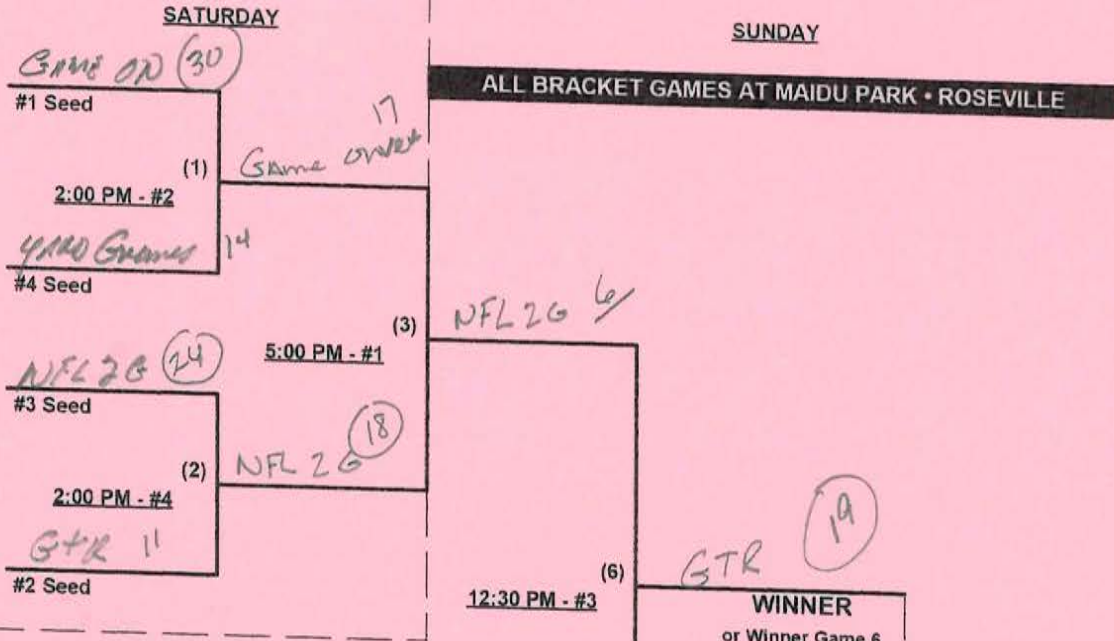 SATURDAY
SUNDAY
ALL BRACKET GAMES AT MAIDU PARK • ROSEVILLE
GAME ON 30
#1 Seed
(1)
2:00 PM - #2
Game 17
YARD Games 14
#4 Seed
(3)
5:00 PM - #1
NFL 2G 6
NFL 2G 24
#3 Seed
(2)
2:00 PM - #4
NFL 2G 18
GTR 11
#2 Seed
(6)
12:30 PM - #3
GTR 19
WINNER
or Winner Game 6